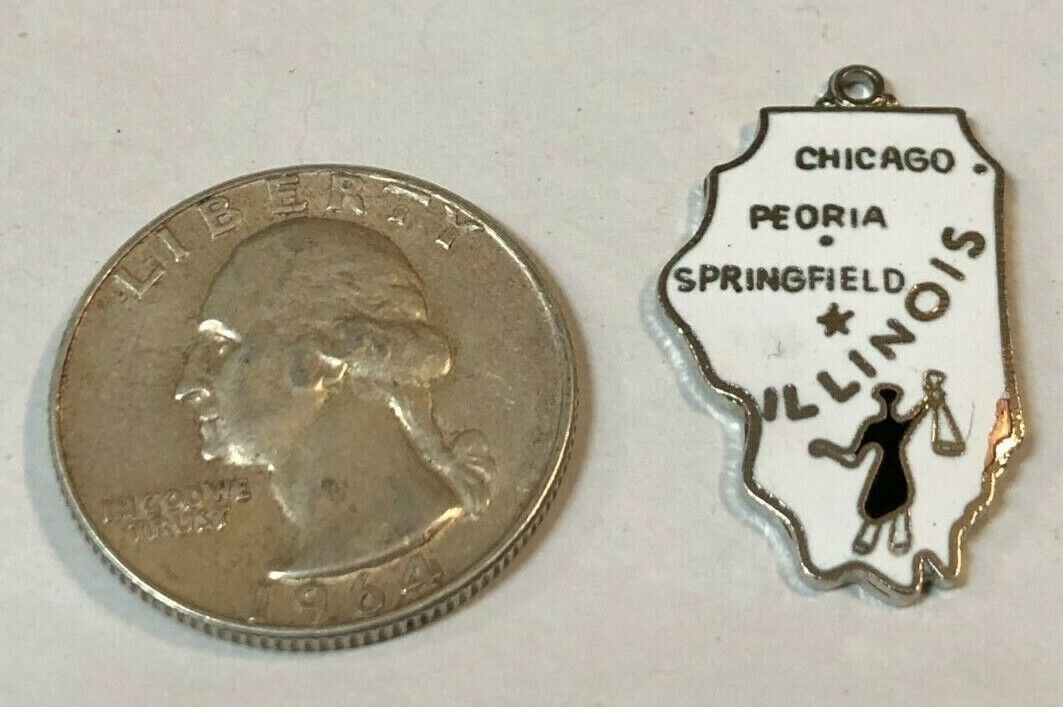 LIBERTY
IN GOD WE
TRUST
1964
CHICAGO
PEORIA
SPRINGFIELD
ILLINOIS